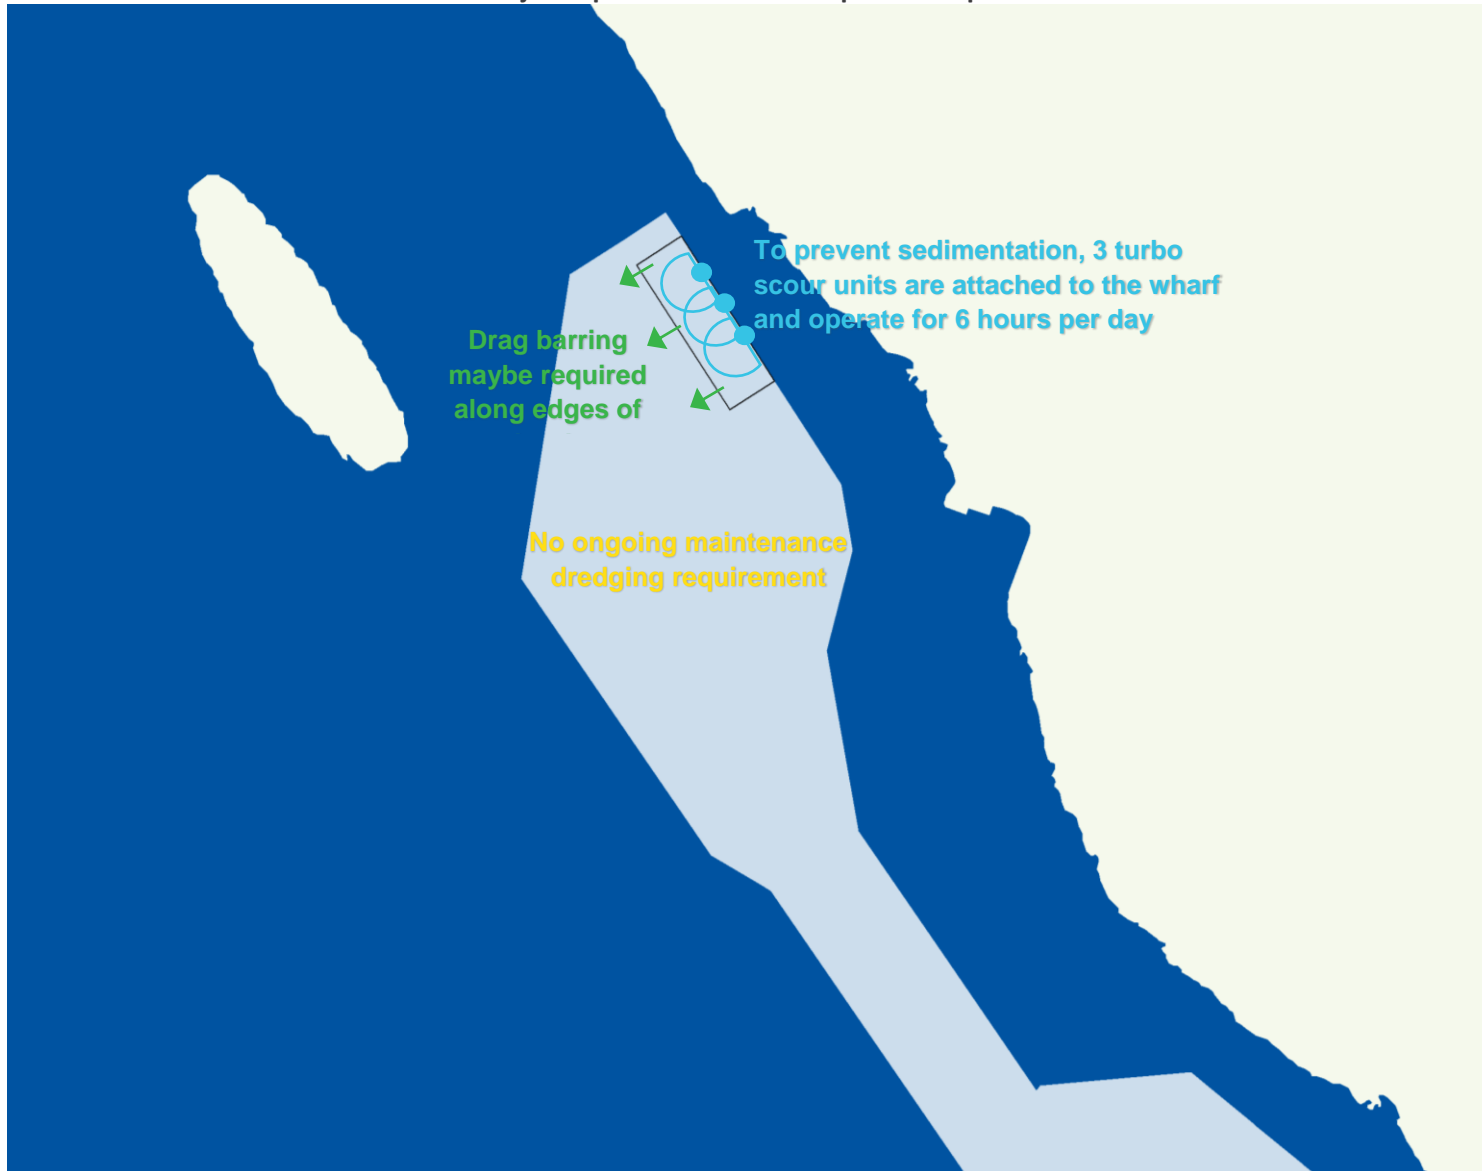 To prevent sedimentation, 3 turbo
scour units are attached to the wharf
and operate for 6 hours per day
Drag barring
maybe required
along edges of
No ongoing maintenance
dredging requirement